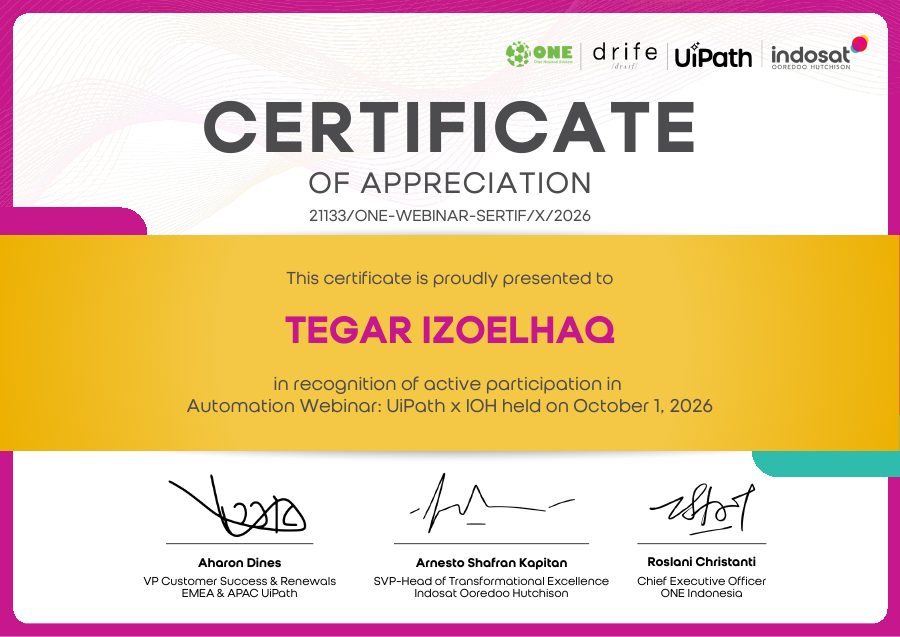 ONE
drife
UiPath
indosat
OOREDOO HUTCHISON
CERTIFICATE
OF APPRECIATION
21133/ONE-WEBINAR-SERTIF/X/2026
This certificate is proudly presented to
TEGAR IZOELHAQ
in recognition of active participation in
Automation Webinar: UiPath x IOH held on October 1, 2026
Aharon Dines
VP Customer Success & Renewals
EMEA & APAC UiPath
Arnesto Shafran Kapitan
SVP-Head of Transformational Excellence
Indosat Ooredoo Hutchison
Roslani Christanti
Chief Executive Officer
ONE Indonesia